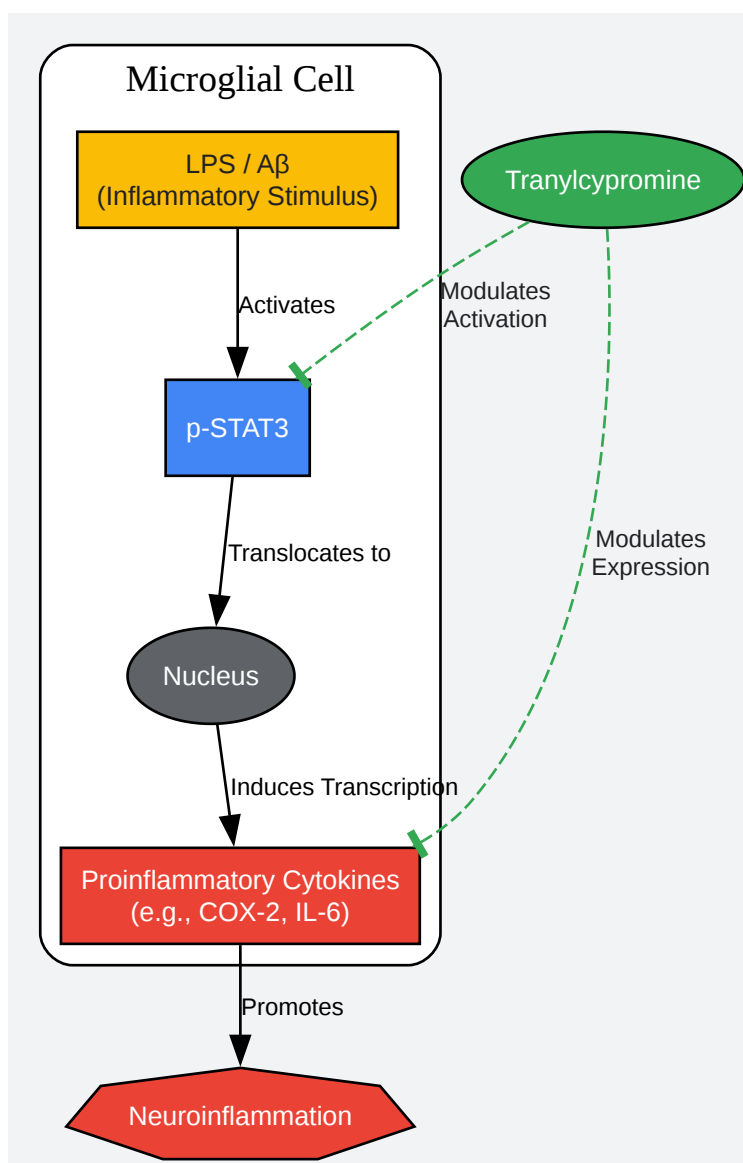 Microglial Cell
LPS / Aβ
(Inflammatory Stimulus)
Tranylcypromine
Activates
Modulates
Activation
p-STAT3
Translocates to
Modulates
Expression
Nucleus
Induces Transcription
Proinflammatory Cytokines
(e.g., COX-2, IL-6)
Promotes
Neuroinflammation